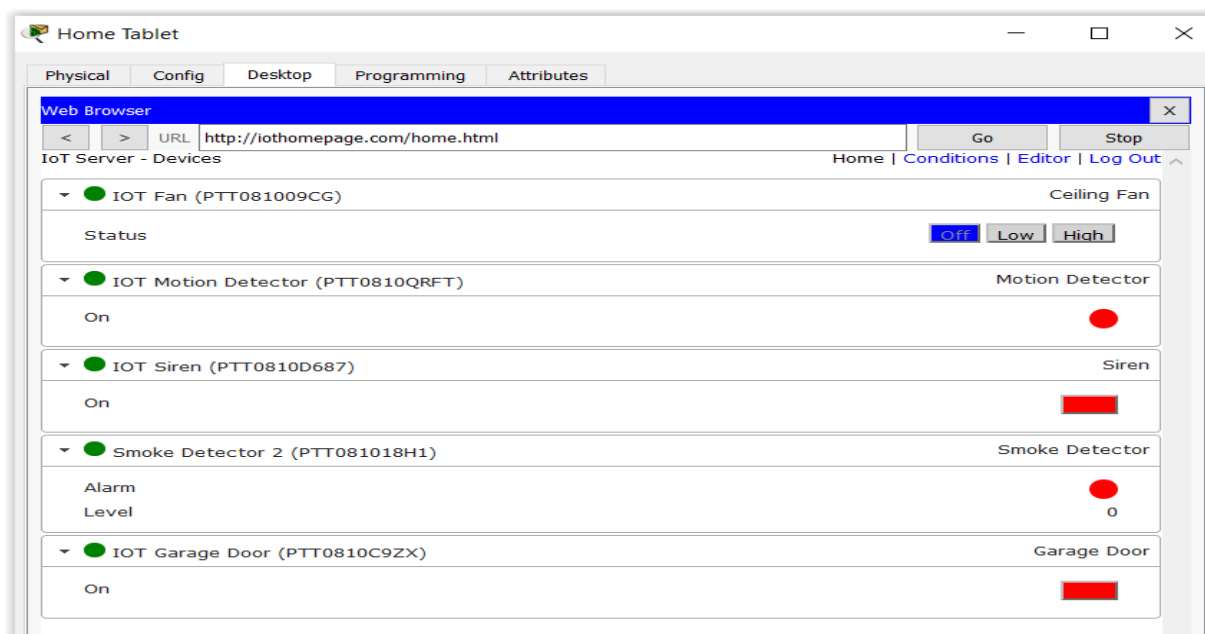 Home Tablet
Physical Config Desktop Programming Attributes
Web Browser
< > URL http://iothomepage.com/home.html Go Stop
IoT Server - Devices Home | Conditions | Editor | Log Out
IOT Fan (PTT081009CG) Ceiling Fan
Status Off Low High
IOT Motion Detector (PTT0810QRFT) Motion Detector
On
IOT Siren (PTT0810D687) Siren
On
Smoke Detector 2 (PTT081018H1) Smoke Detector
Alarm
Level 0
IOT Garage Door (PTT0810C9ZX) Garage Door
On